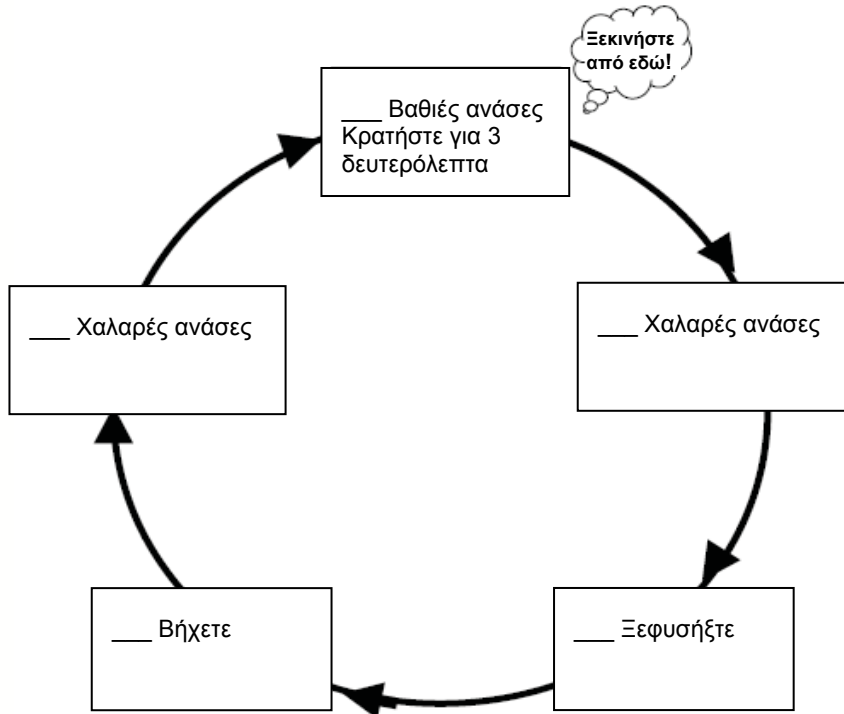 Ξεκινήστε
από εδώ!
___ Βαθιές ανάσες
Κρατήστε για 3
δευτερόλεπτα
___ Χαλαρές ανάσες
___ Χαλαρές ανάσες
___ Βήχετε
___ Ξεφυσήξτε